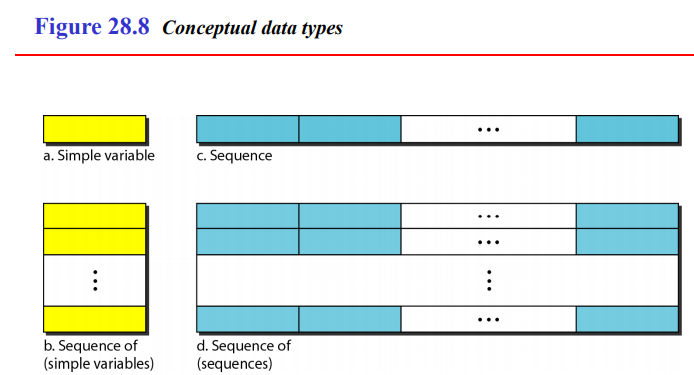 Figure 28.8 Conceptual data types
...
a. Simple variable
c. Sequence
...
...
...
b. Sequence of
(simple variables)
d. Sequence of
(sequences)